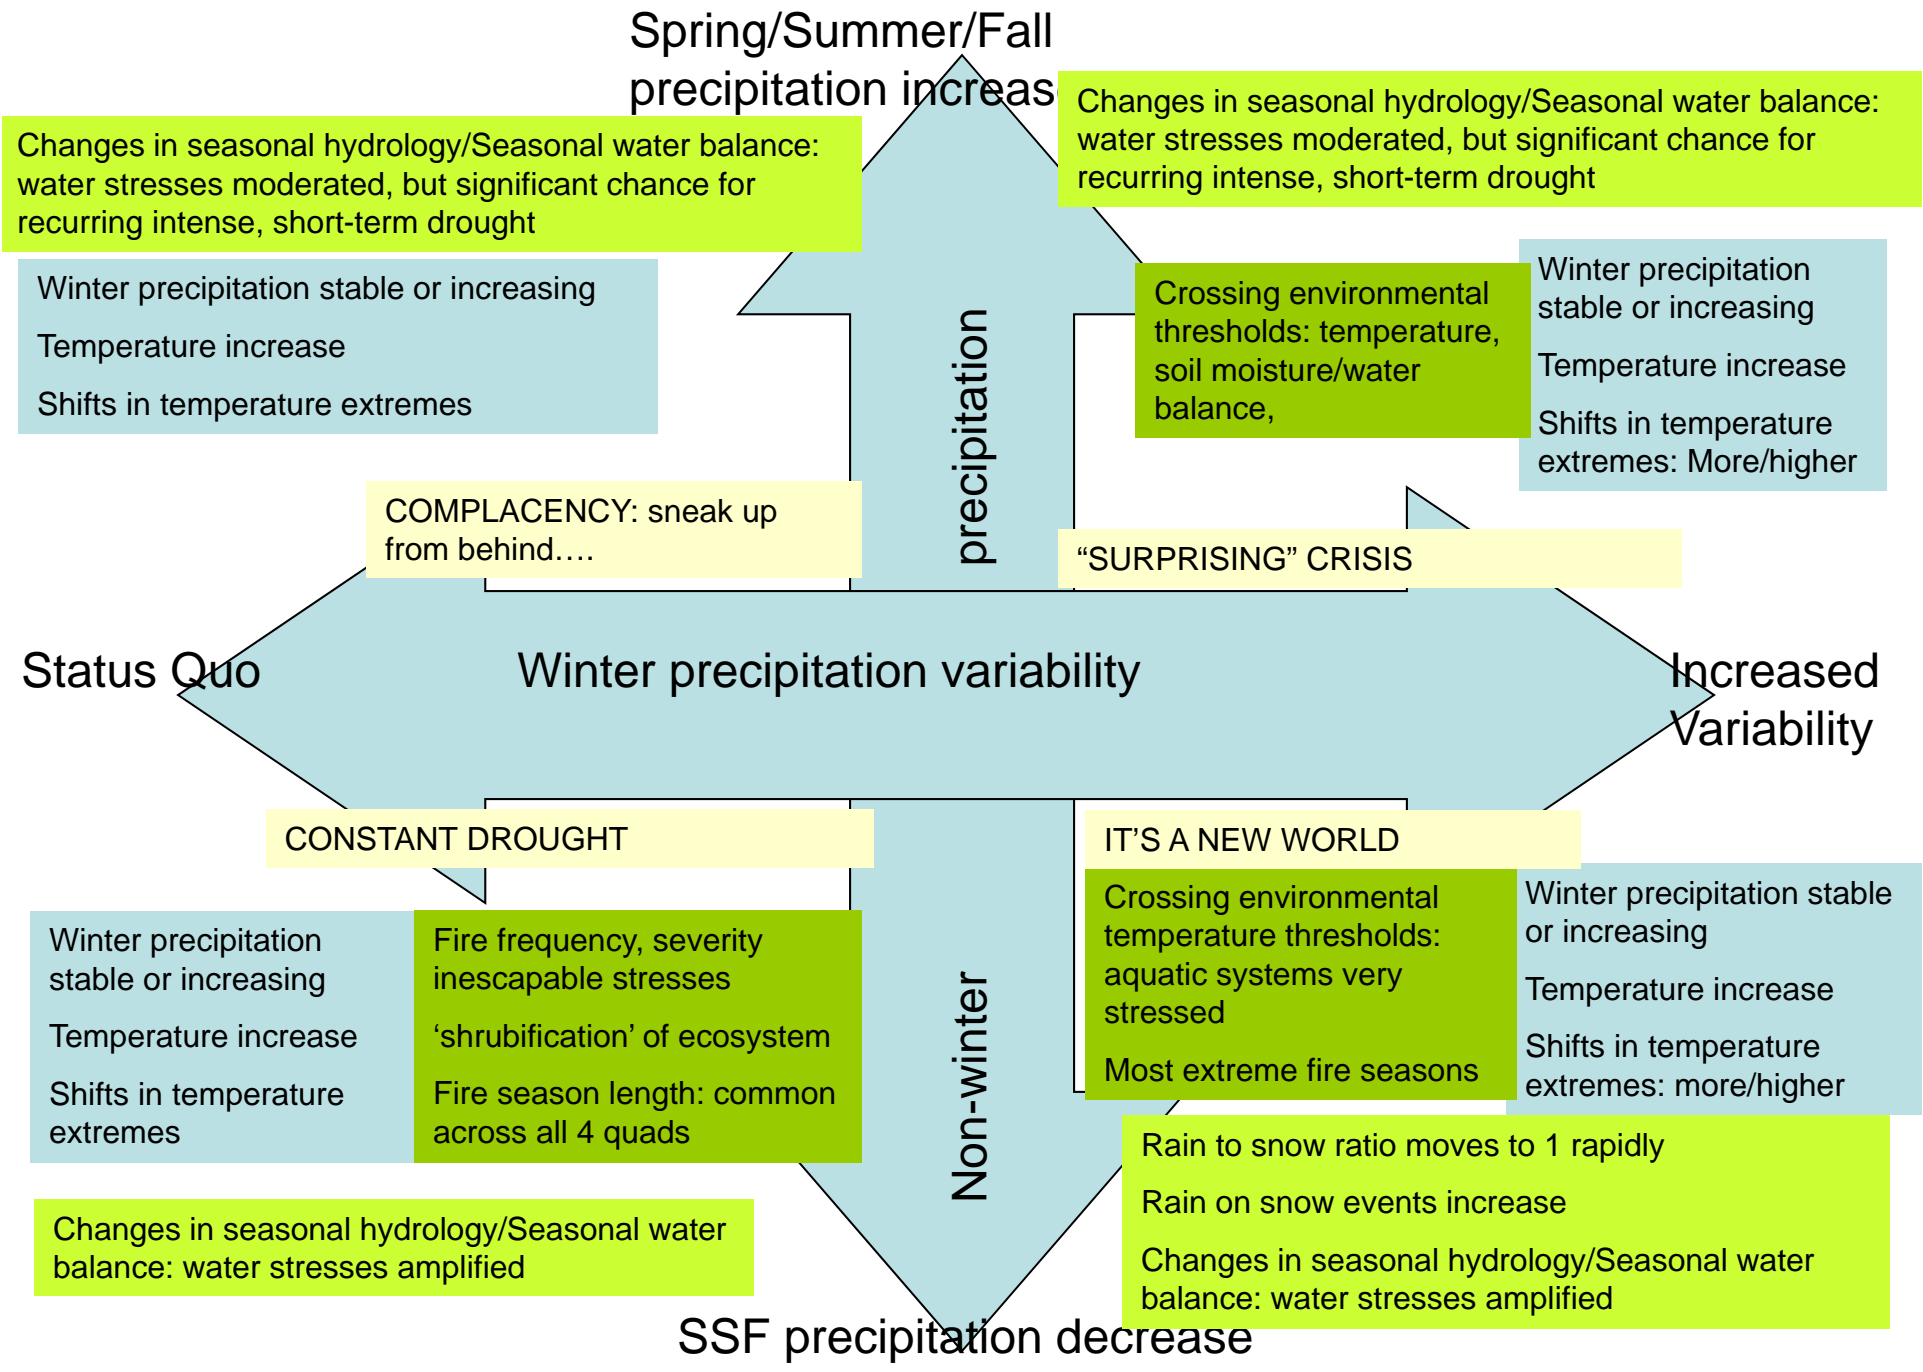 Spring/Summer/Fall
precipitation increas
Changes in seasonal hydrology/Seasonal water balance:
water stresses moderated, but significant chance for
recurring intense, short-term drought
Changes in seasonal hydrology/Seasonal water balance:
water stresses moderated, but significant chance for
recurring intense, short-term drought
Winter precipitation stable or increasing
Temperature increase
Shifts in temperature extremes
Crossing environmental
thresholds: temperature,
soil moisture/water
balance,
Winter precipitation
stable or increasing
Temperature increase
Shifts in temperature
extremes: More/higher
precipitation
COMPLACENCY: sneak up
from behind….
“SURPRISING” CRISIS
Status Quo
Winter precipitation variability
Increased
Variability
CONSTANT DROUGHT
IT’S A NEW WORLD
Winter precipitation
stable or increasing
Temperature increase
Shifts in temperature
extremes
Fire frequency, severity
inescapable stresses
‘shrubification’ of ecosystem
Fire season length: common
across all 4 quads
Non-winter
Crossing environmental
temperature thresholds:
aquatic systems very
stressed
Most extreme fire seasons
Winter precipitation stable
or increasing
Temperature increase
Shifts in temperature
extremes: more/higher
Changes in seasonal hydrology/Seasonal water
balance: water stresses amplified
Rain to snow ratio moves to 1 rapidly
Rain on snow events increase
Changes in seasonal hydrology/Seasonal water
balance: water stresses amplified
SSF precipitation decrease